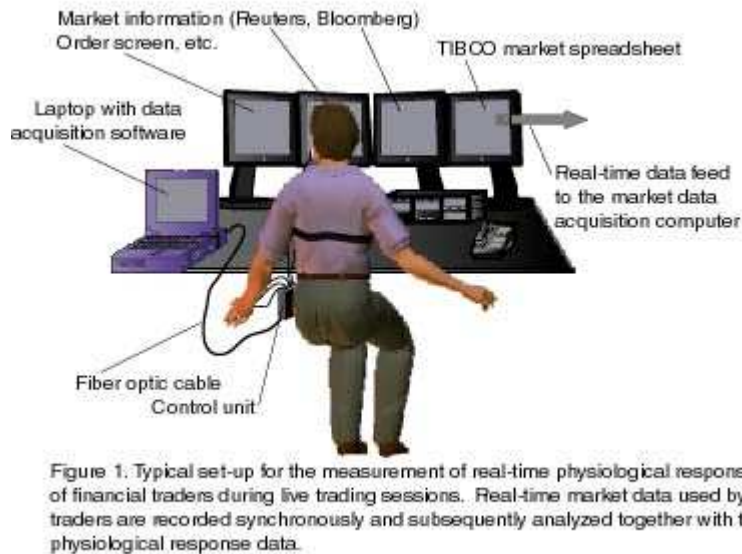 Market information (Reuters, Bloomberg)
Order screen, etc.
TIBCO market spreadsheet
Laptop with data
acquisition software
Real-time data feed
to the market data
acquisition computer
Fiber optic cable
Control unit
Figure 1. Typical set-up for the measurement of real-time physiological respons
of financial traders during live trading sessions. Real-time market data used by
traders are recorded synchronously and subsequently analyzed together with t
physiological response data.